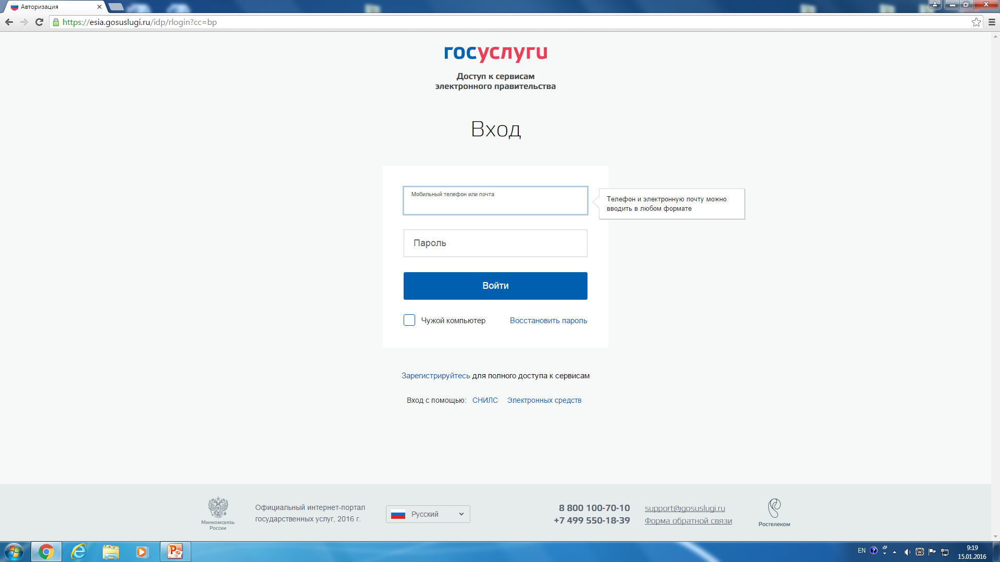 Авторизация
https://esia.gosuslugi.ru/idp/rlogin?cc=bp
госуслуги
Доступ к сервисам
электронного правительства
Вход
Мобильный телефон или почта
Телефон и электронную почту можно
вводить в любом формате
Пароль
Войти
Чужой компьютер
Восстановить пароль
Зарегистрируйтесь для полного доступа к сервисам
Вход с помощью: СНИЛС Электронных средств
Минкомсвязь
России
Официальный интернет-портал
государственных услуг, 2016 г.
Русский
8 800 100-70-10
+7 499 550-18-39
support@gosuslugi.ru
Форма обратной связи
Ростелеком
EN
9:19
15.01.2016